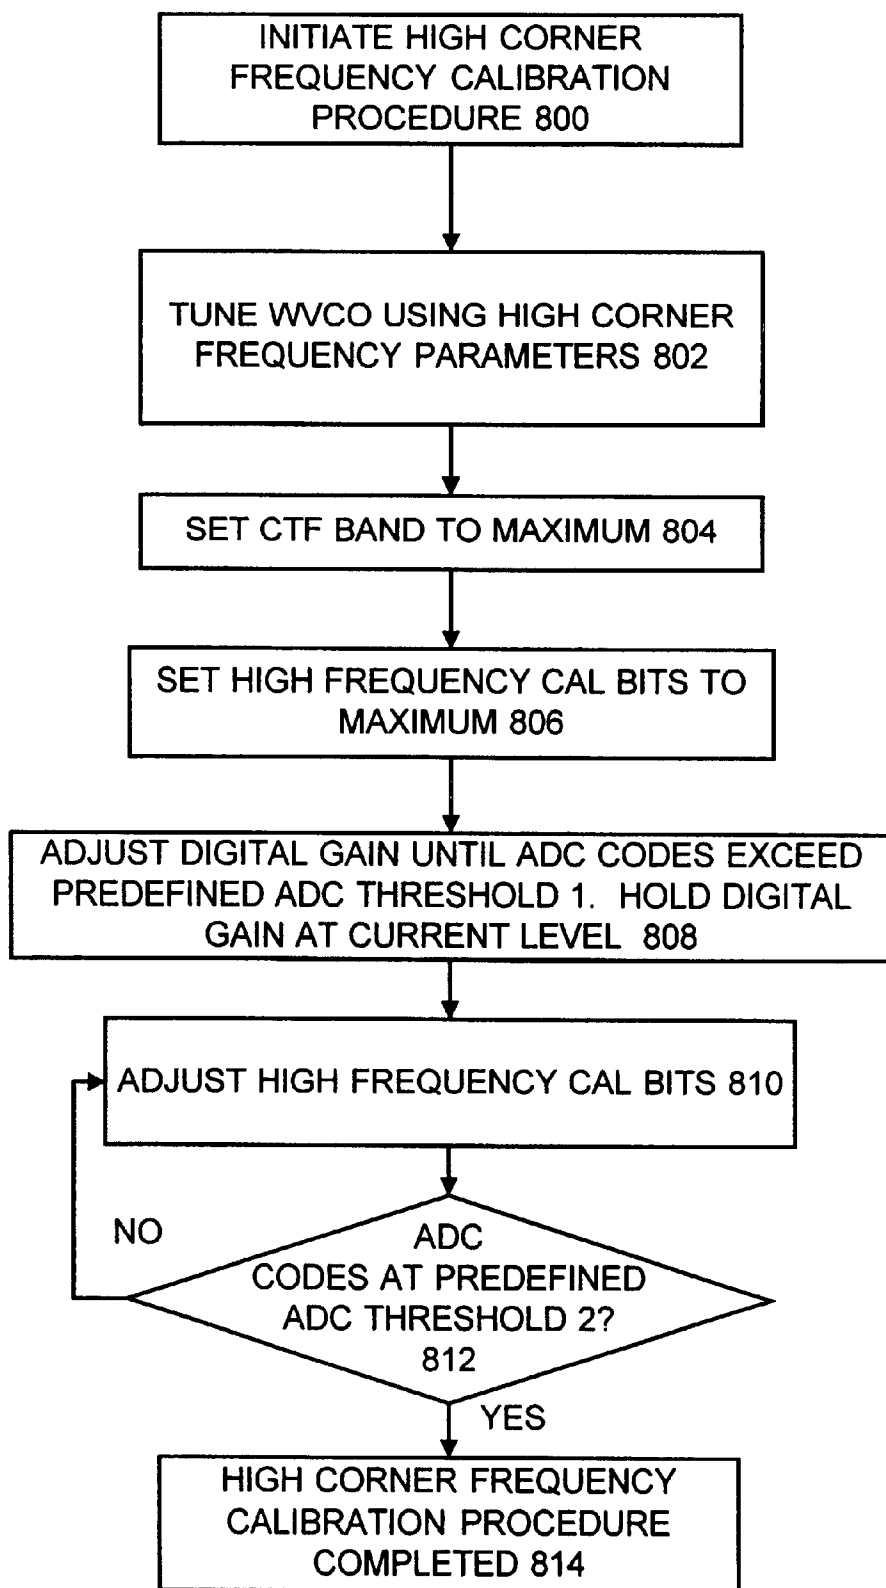 INITIATE HIGH CORNER
FREQUENCY CALIBRATION
PROCEDURE 800
TUNE WVCO USING HIGH CORNER
FREQUENCY PARAMETERS 802
SET CTF BAND TO MAXIMUM 804
SET HIGH FREQUENCY CAL BITS TO
MAXIMUM 806
ADJUST DIGITAL GAIN UNTIL ADC CODES EXCEED
PREDEFINED ADC THRESHOLD 1. HOLD DIGITAL
GAIN AT CURRENT LEVEL 808
ADJUST HIGH FREQUENCY CAL BITS 810
NO
ADC
CODES AT PREDEFINED
ADC THRESHOLD 2?
812
YES
HIGH CORNER FREQUENCY
CALIBRATION PROCEDURE
COMPLETED 814